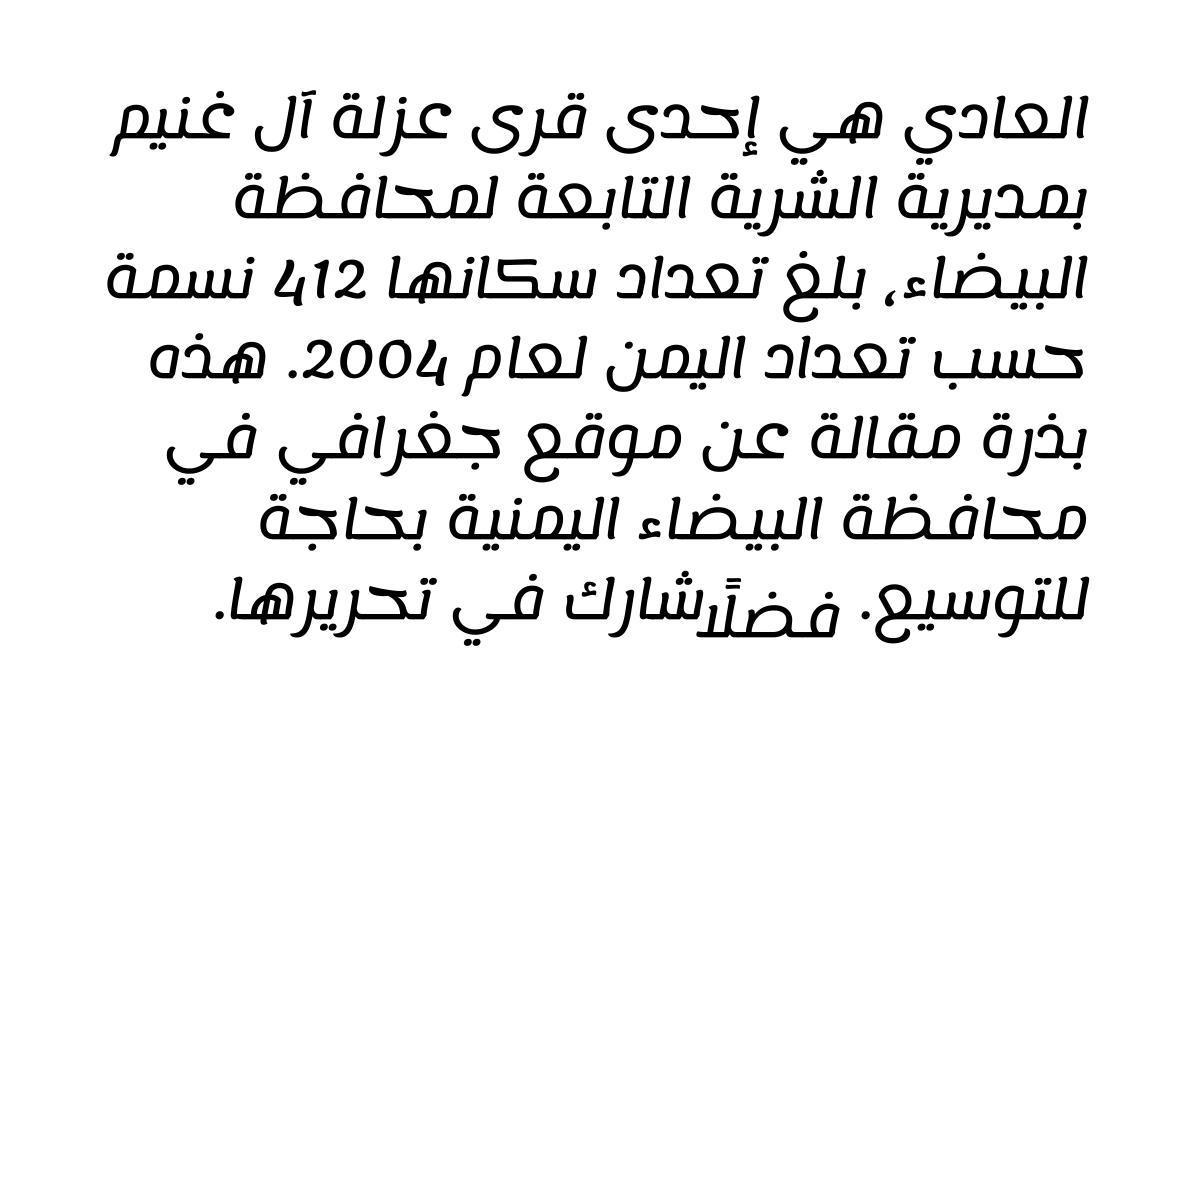 العادي هي إحدى قرى عزلة آل غنيم
بمديرية الشرية التابعة لمحافظة
البيضاء، بلغ تعداد سكانها 412 نسمة
حسب تعداد اليمن لعام 2004. هذه
بذرة مقالة عن موقع جغرافي في
محافظة البيضاء اليمنية بحاجة
للتوسيع. فضلًا شارك في تحريرها.